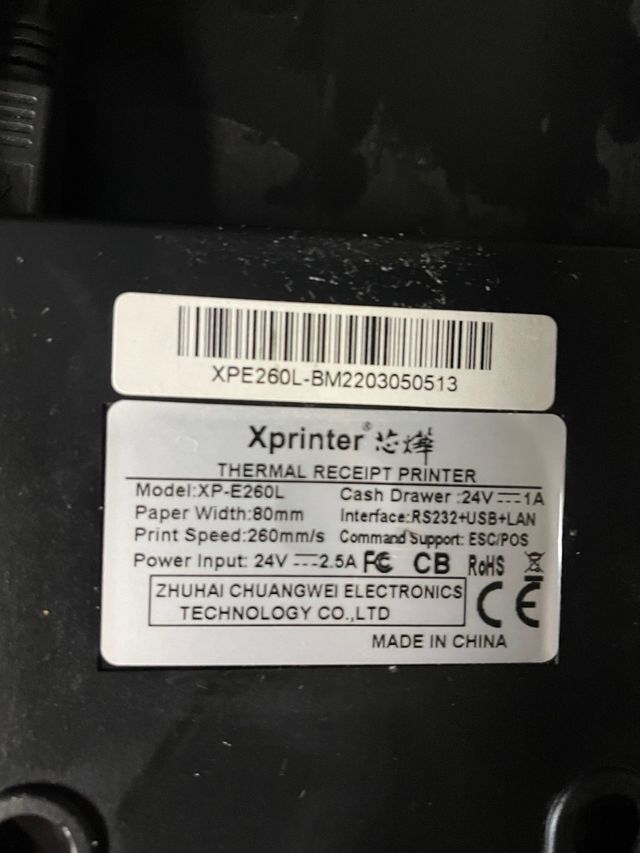 XPE260L-BM2203050513
Xprinter® 芯烨
THERMAL RECEIPT PRINTER
Model:XP-E260L Cash Drawer :24V⎓1A
Paper Width:80mm Interface:RS232+USB+LAN
Print Speed:260mm/s Command Support: ESC/POS
Power Input: 24V ⎓2.5A FC CB RoHS
ZHUHAI CHUANGWEI ELECTRONICS CE
TECHNOLOGY CO.,LTD
MADE IN CHINA